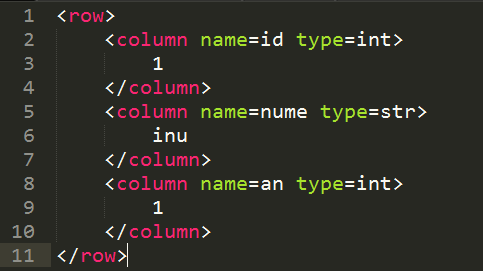 1 <row>
2     <column name=id type=int>
3         1
4     </column>
5     <column name=nume type=str>
6         inu
7     </column>
8     <column name=an type=int>
9         1
10     </column>
11 </row>